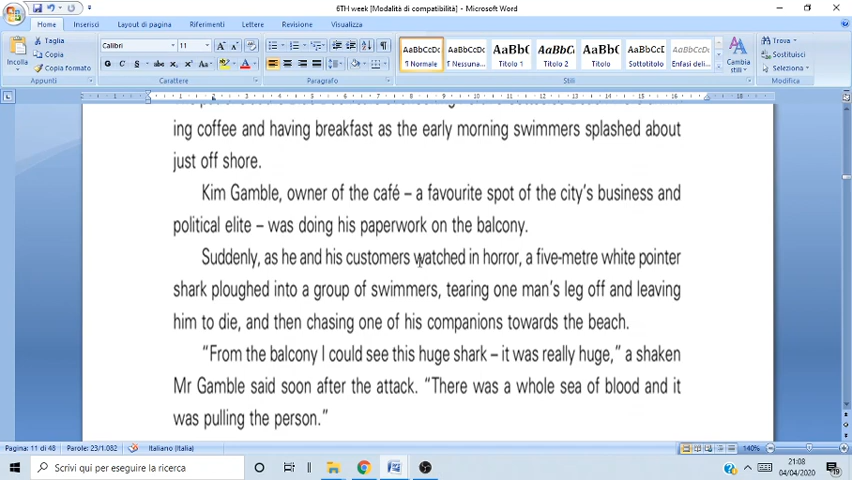 6TH week [Modalità di compatibilità] - Microsoft Word
Home Inserisci Layout di pagina Riferimenti Lettere Revisione Visualizza
Taglia
Copia
Copia formato
Incolla
Appunti
Calibri 11
Carattere
Paragrafo
AaBbCcDc AaBbCcDc AaBbC AaBbCc AaBbC AaBbCcD AaBbCcDc
¶ Normale ¶ Nessuna... Titolo 1 Titolo 2 Titolo Sottotitolo Enfasi deli...
Cambia stili
Stili
Trova
Sostituisci
Seleziona
Modifica
ing coffee and having breakfast as the early morning swimmers splashed about
just off shore.
Kim Gamble, owner of the café – a favourite spot of the city's business and
political elite – was doing his paperwork on the balcony.
Suddenly, as he and his customers watched in horror, a five-metre white pointer
shark ploughed into a group of swimmers, tearing one man's leg off and leaving
him to die, and then chasing one of his companions towards the beach.
“From the balcony I could see this huge shark – it was really huge,” a shaken
Mr Gamble said soon after the attack. “There was a whole sea of blood and it
was pulling the person.”
Pagina: 11 di 48 Parole: 23/1.082 Italiano (Italia) 140%
Scrivi qui per eseguire la ricerca
21:08
04/04/2020